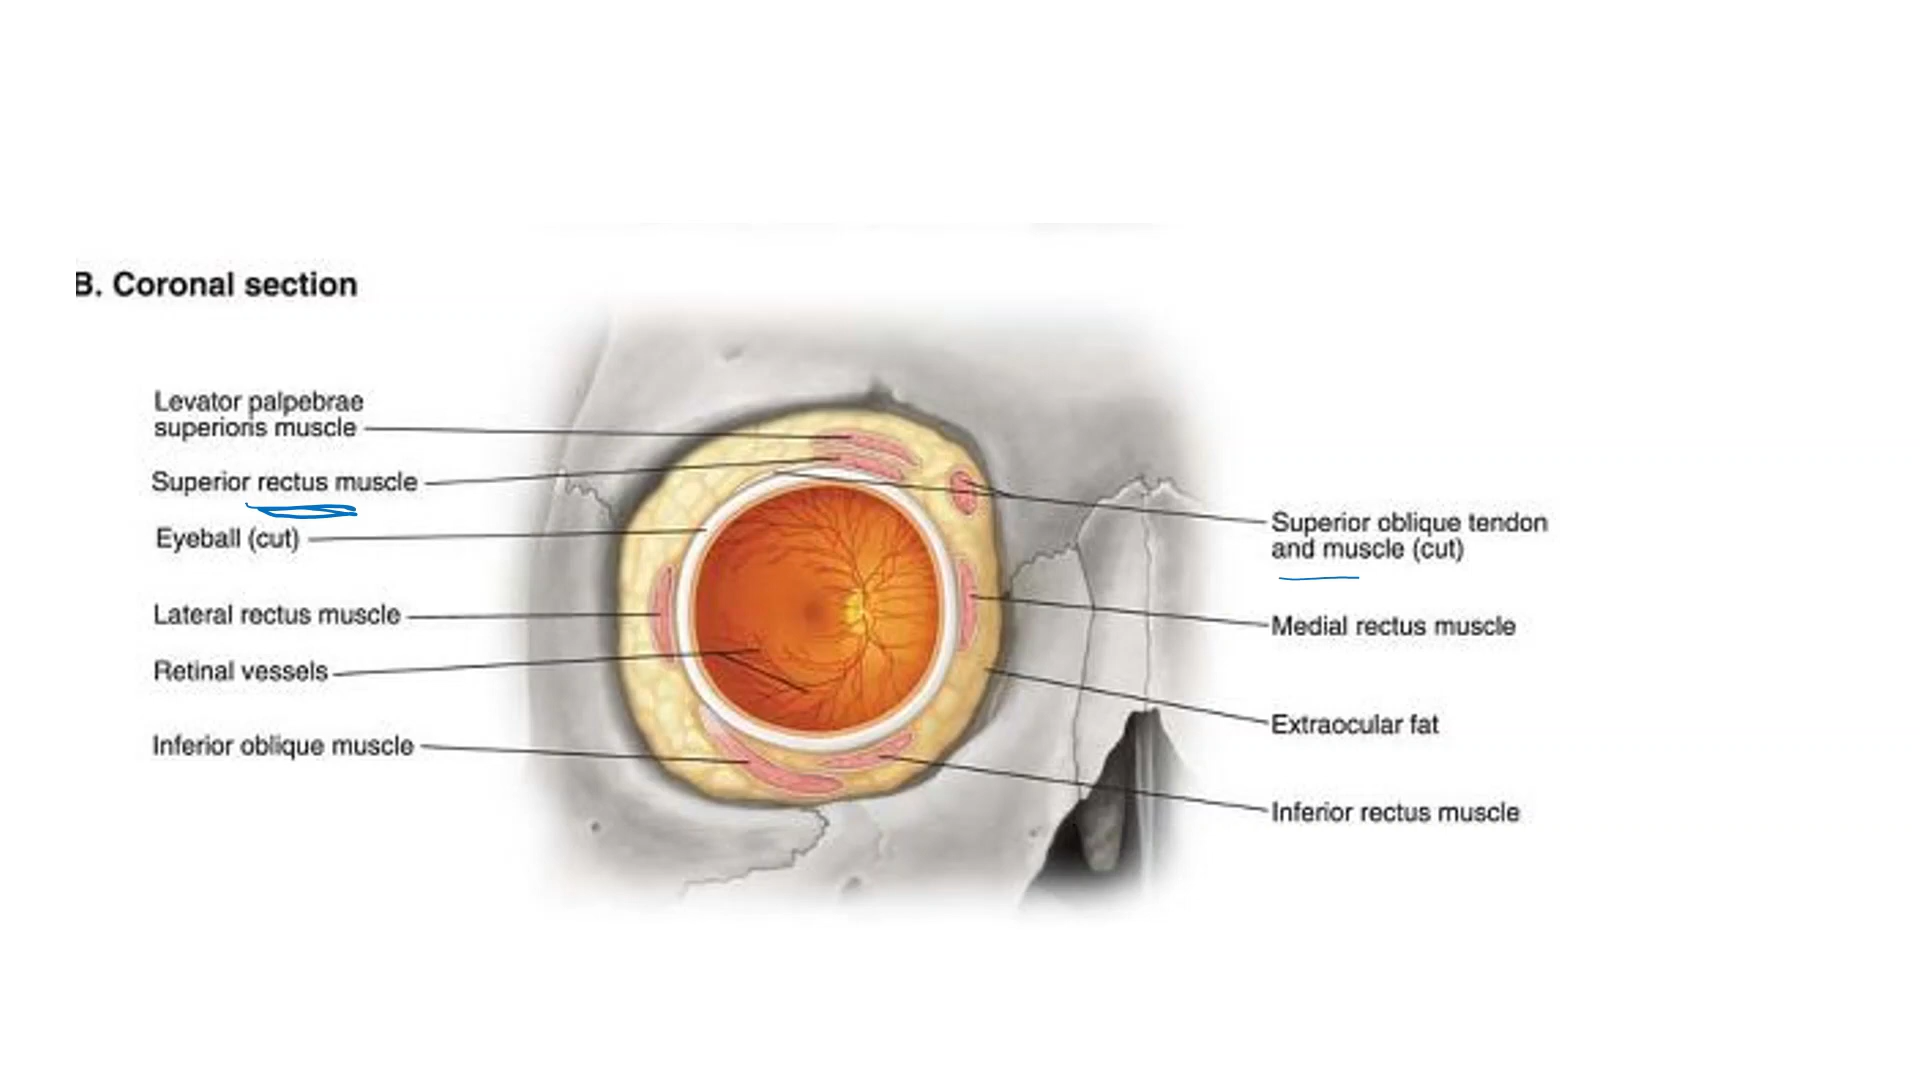 B. Coronal section
Levator palpebrae
superioris muscle
Superior rectus muscle
Eyeball (cut)
Lateral rectus muscle
Retinal vessels
Inferior oblique muscle
Superior oblique tendon
and muscle (cut)
Medial rectus muscle
Extraocular fat
Inferior rectus muscle